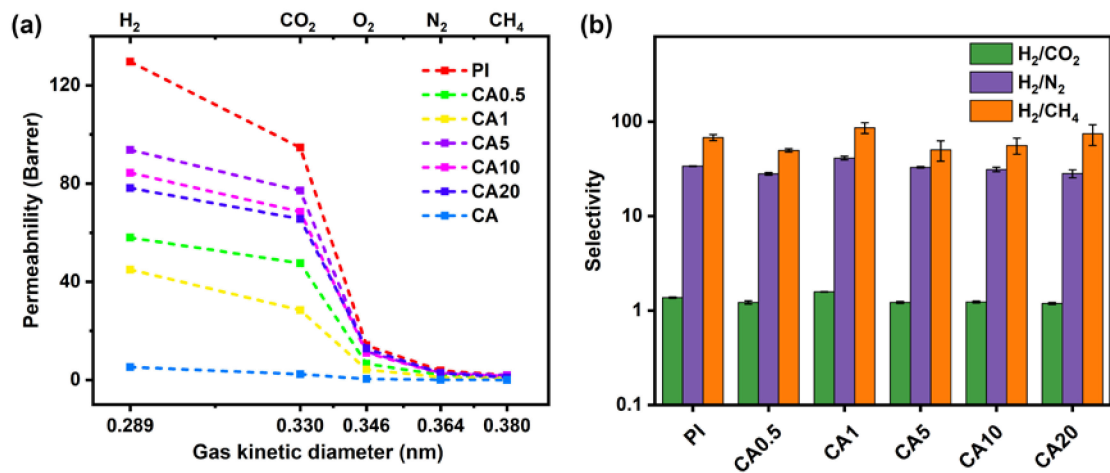 (a)
H2 CO2 O2 N2 CH4
Permeabnility (Barrer)
120
80
40
0
PI
CA0.5
CA1
CA5
CA10
CA20
CA
0.289 0.330 0.346 0.364 0.380
Gas kinetic diameter (nm)
(b)
Selectivity
100
10
1
0.1
H2/CO2
H2/N2
H2/CH4
PI CA0.5 CA1 CA5 CA10 CA20